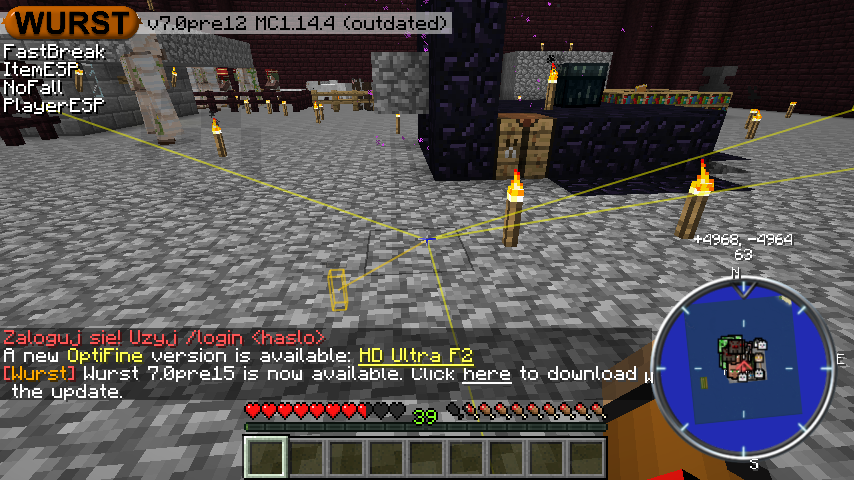 WURST v7.0pre12 MC1.14.4 (outdated)
FastBreak
ItemESP
NoFall
PlayerESP
+4968, -4964
63
N
E
S
W
Zaloguj sie! Uzyj /login <haslo>
A new OptiFine version is available: HD Ultra F2
[Wurst] Wurst 7.0pre15 is now available. Click here to download
the update.
39